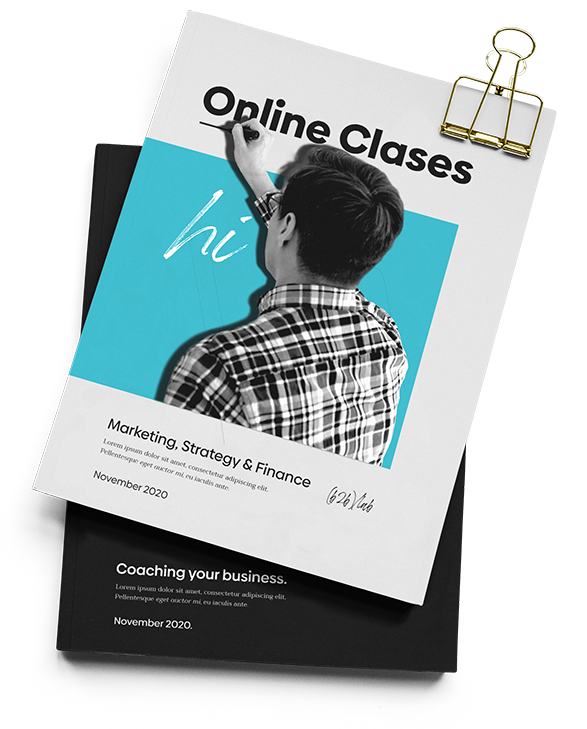 Online Clases
hi
Marketing, Strategy & Finance
Lorem ipsum dolor sit amet, consectetur adipiscing elit.
Pellentesque eget auctor mi, eu iaculis ante.
November 2020
(b2b)/lab
Coaching your business.
Lorem ipsum dolor sit amet, consectetur adipiscing elit.
Pellentesque eget auctor mi, eu iaculis ante
November 2020.